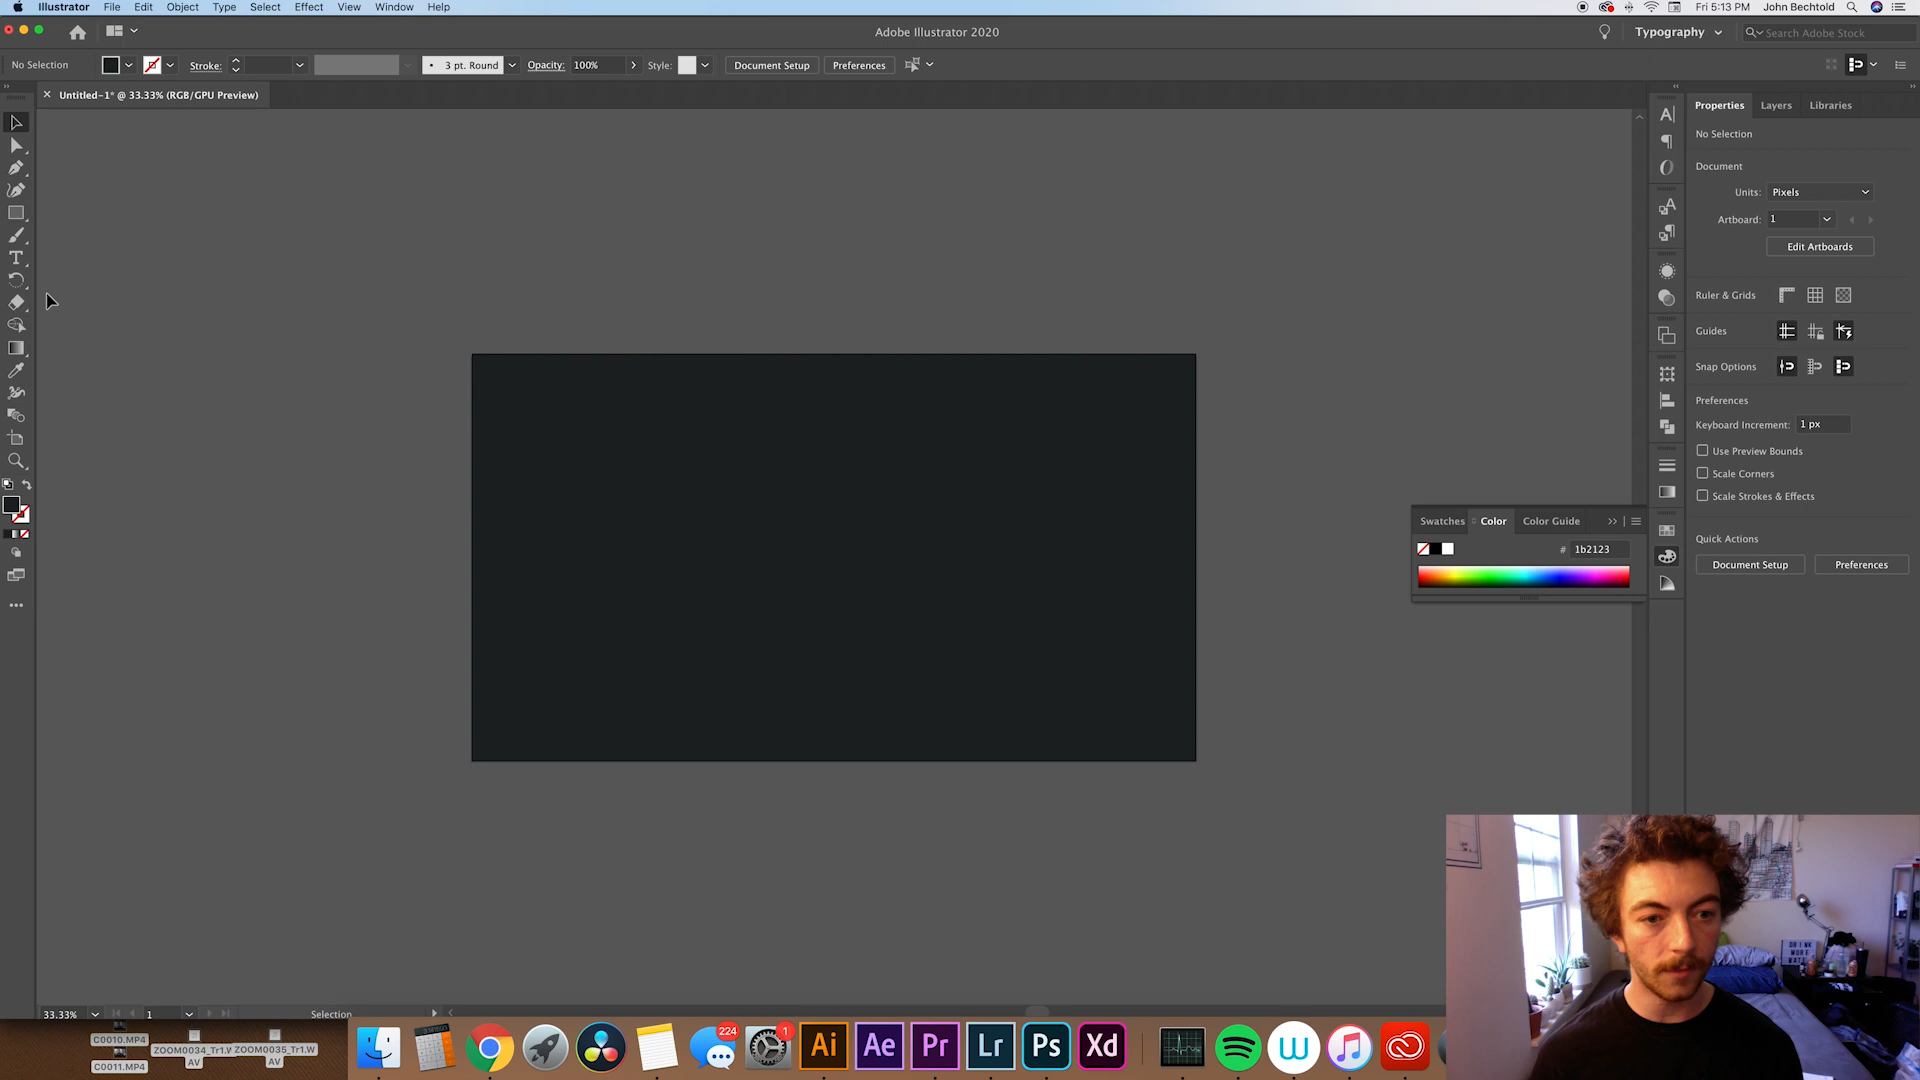 Illustrator File Edit Object Type Select Effect View Window Help
Fri 5:13 PM John Bechtold
Adobe Illustrator 2020
Typography
Search Adobe Stock
No Selection
Stroke:
3 pt. Round
Opacity: 100%
Style:
Document Setup
Preferences
Untitled-1* @ 33.33% (RGB/GPU Preview)
Properties Layers Libraries
No Selection
Document
Units: Pixels
Artboard: 1
Edit Artboards
Ruler & Grids
Guides
Snap Options
Preferences
Keyboard Increment: 1 px
Use Preview Bounds
Scale Corners
Scale Strokes & Effects
Quick Actions
Document Setup Preferences
Swatches Color Color Guide
# 1b2123
DRINK
MORE
33.33% 1 Selection
C0010.MP4
C0011.MP4
ZOOM0034_Tr1.W
AV
ZOOM0035_Tr1.W
AV
224
1
Ai Ae Pr Lr Ps Xd